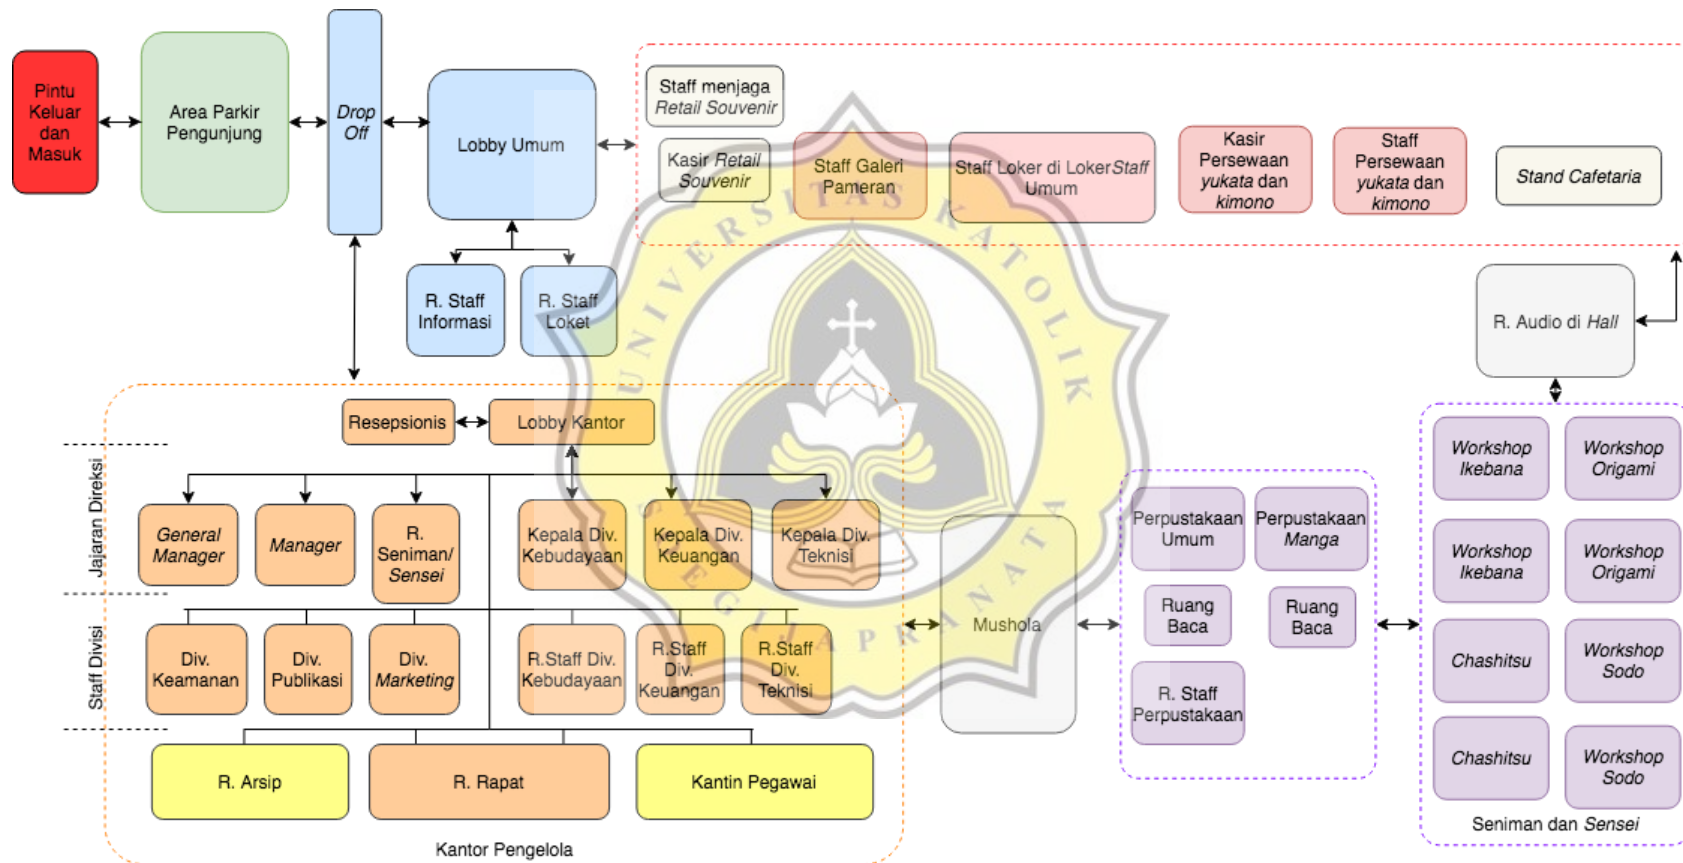 Pintu
Keluar
dan
Masuk
Area Parkir
Pengunjung
Drop
Off
Lobby Umum
R. Staff
Informasi
R. Staff
Loket
Staff menjaga
Retail Souvenir
Kasir Retail
Souvenir
Staff Galeri
Pameran
Staff Loker di LokerStaff
Umum
Kasir
Persewaan
yukata dan
kimono
Staff
Persewaan
yukata dan
kimono
Stand Cafetaria
R. Audio di Hall
UNIVERSITAS KATOLIK
SOEGIJAPRANATA
Resepsionis
Lobby Kantor
Jajaran Direksi
General
Manager
Manager
R.
Seniman/
Sensei
Kepala Div.
Kebudayaan
Kepala Div.
Keuangan
Kepala Div.
Teknisi
Staff Divisi
Div.
Keamanan
Div.
Publikasi
Div.
Marketing
R.Staff Div.
Kebudayaan
R.Staff
Div.
Keuangan
R.Staff
Div.
Teknisi
R. Arsip
R. Rapat
Kantin Pegawai
Kantor Pengelola
Mushola
Perpustakaan
Umum
Perpustakaan
Manga
Ruang
Baca
Ruang
Baca
R. Staff
Perpustakaan
Workshop
Ikebana
Workshop
Origami
Workshop
Ikebana
Workshop
Origami
Chashitsu
Workshop
Sodo
Chashitsu
Workshop
Sodo
Seniman dan Sensei